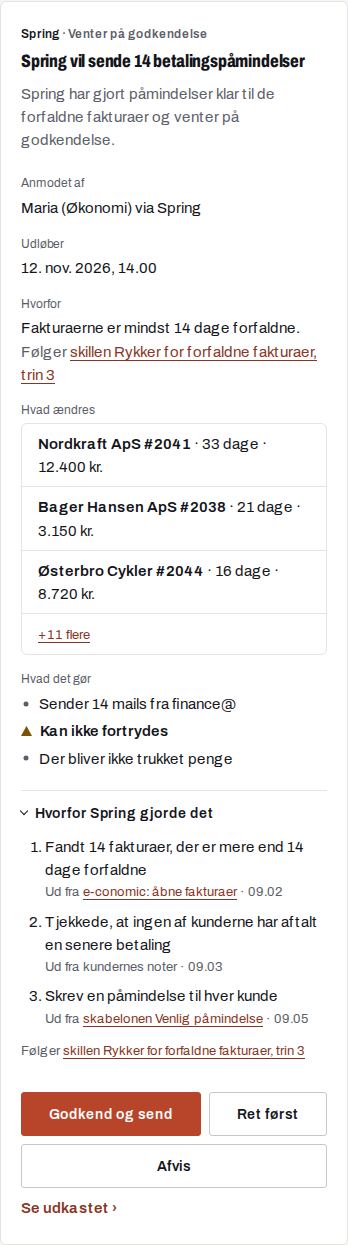 Spring · Venter på godkendelse
Spring vil sende 14 betalingspåmindelser
Spring har gjort påmindelser klar til de
forfaldne fakturaer og venter på
godkendelse.
Anmodet af
Maria (Økonomi) via Spring
Udløber
12. nov. 2026, 14.00
Hvorfor
Fakturaerne er mindst 14 dage forfaldne.
Følger skillen Rykker for forfaldne fakturaer,
trin 3
Hvad ændres
Nordkraft ApS #2041 · 33 dage ·
12.400 kr.
Bager Hansen ApS #2038 · 21 dage ·
3.150 kr.
Østerbro Cykler #2044 · 16 dage ·
8.720 kr.
+11 flere
Hvad det gør
Sender 14 mails fra finance@
Kan ikke fortrydes
Der bliver ikke trukket penge
Hvorfor Spring gjorde det
1. Fandt 14 fakturaer, der er mere end 14
dage forfaldne
Ud fra e-conomic: åbne fakturaer · 09.02
2. Tjekkede, at ingen af kunderne har aftalt
en senere betaling
Ud fra kundernes noter · 09.03
3. Skrev en påmindelse til hver kunde
Ud fra skabelonen Venlig påmindelse · 09.05
Følger skillen Rykker for forfaldne fakturaer, trin 3
Godkend og send
Ret først
Afvis
Se udkastet ›